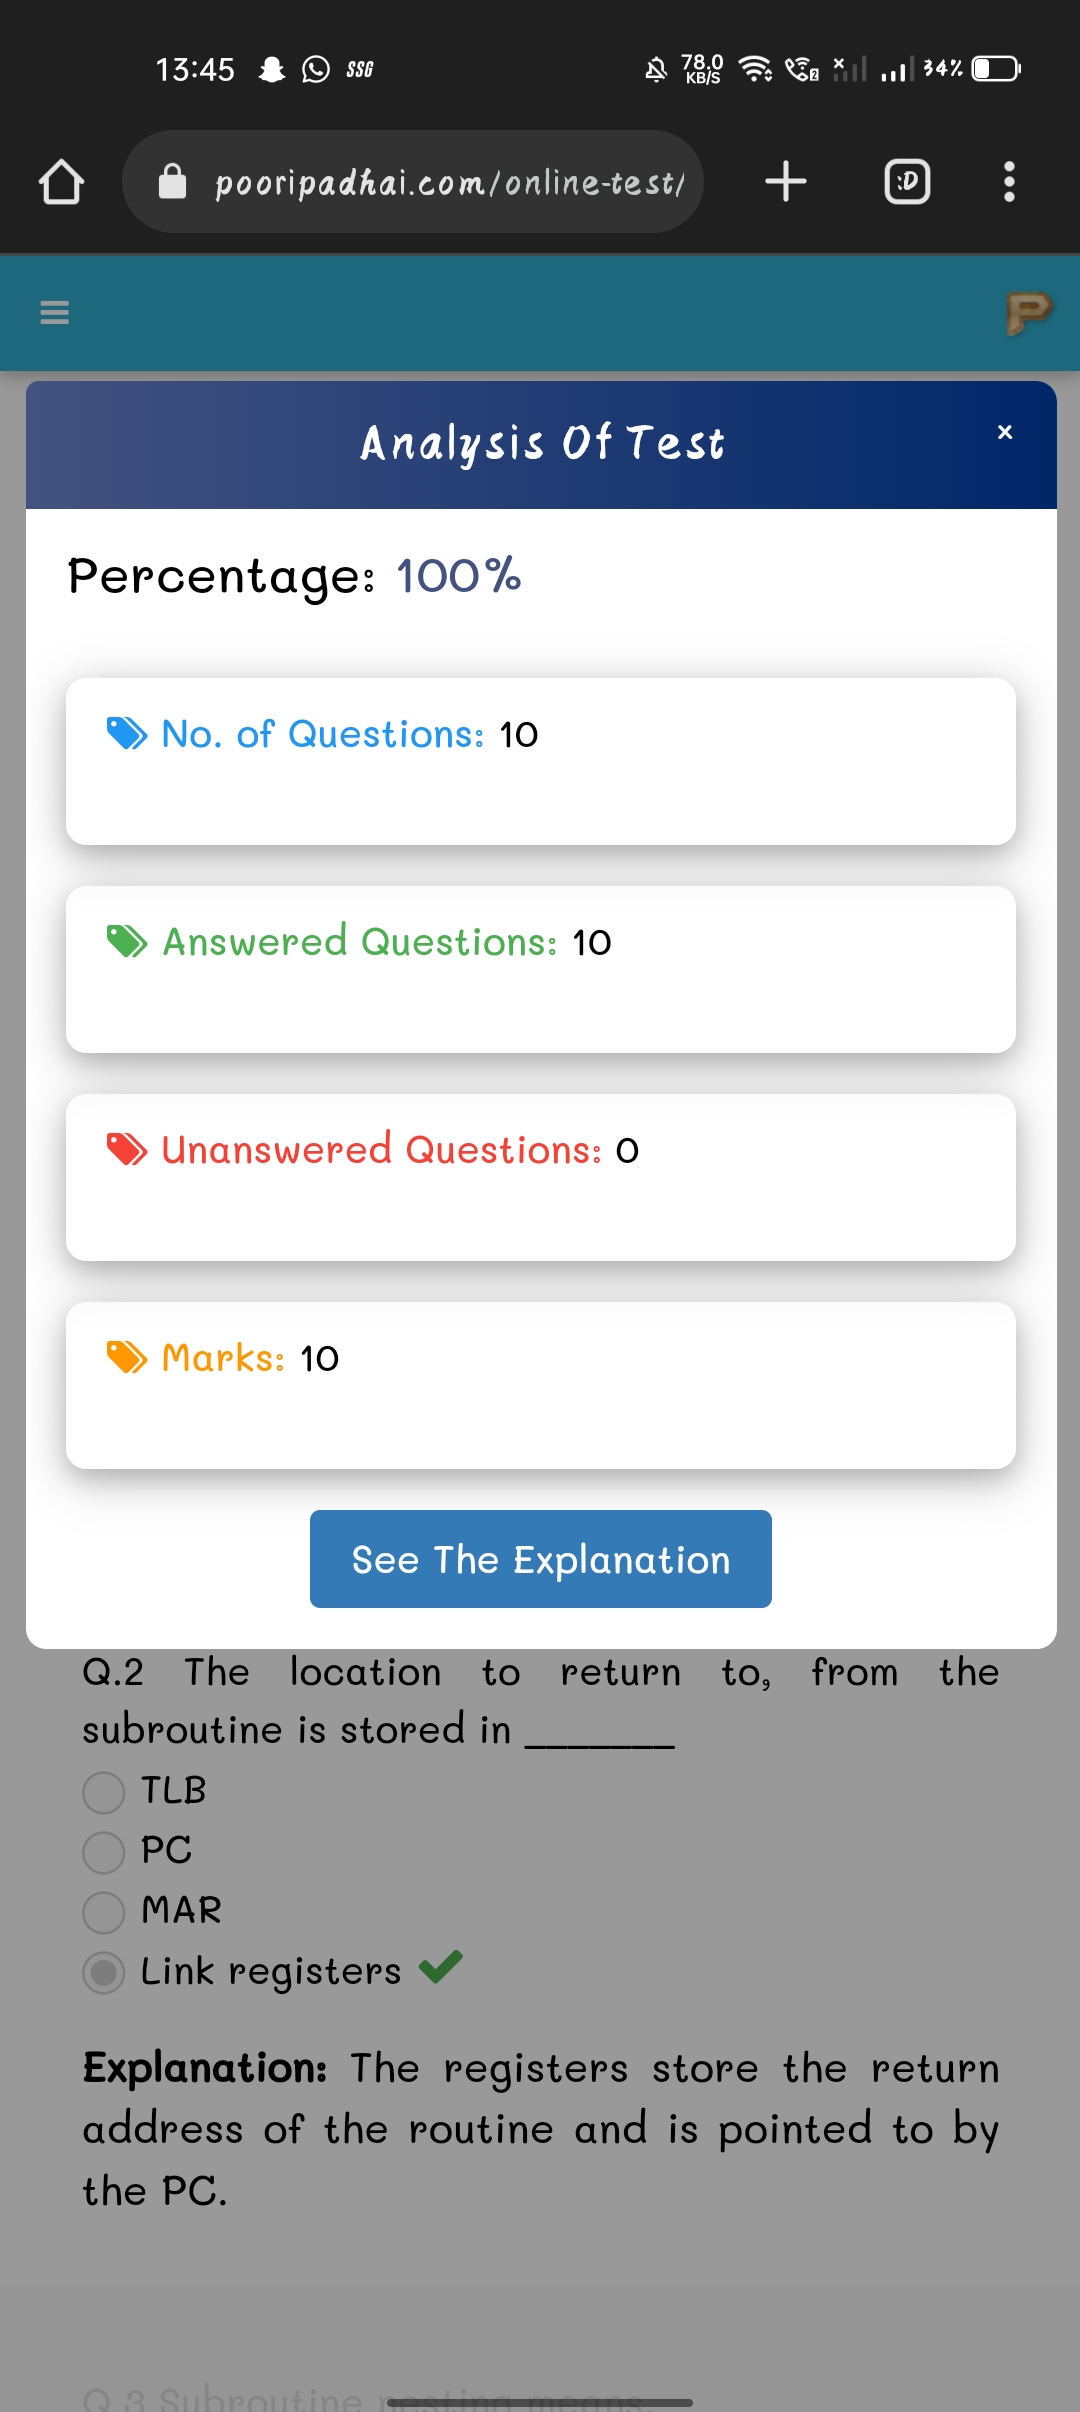 13:45 SSG 78.0 KB/S 2 34%
pooripadhai.com/online-test/ :D
P
Analysis Of Test ×
Percentage: 100%
No. of Questions: 10
Answered Questions: 10
Unanswered Questions: 0
Marks: 10
See The Explanation
Q.2 The location to return to, from the
subroutine is stored in _______
TLB
PC
MAR
Link registers
Explanation: The registers store the return
address of the routine and is pointed to by
the PC.
Q.3 Subroutine nesting means.